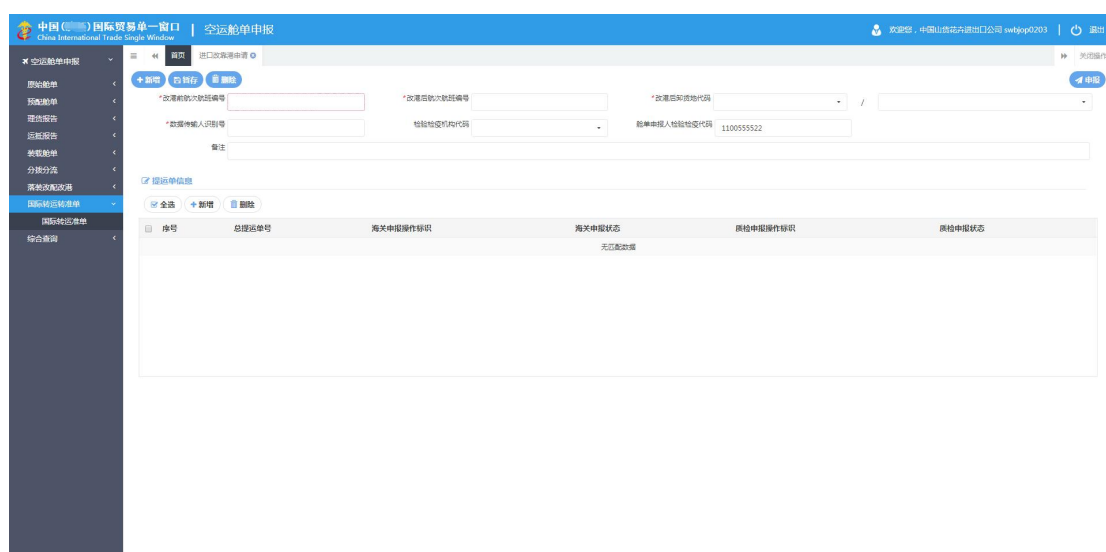 中国( )国际贸易单一窗口 | 空运舱单申报
China International Trade Single Window
欢迎您，中国山货花卉进出口公司 swbjop0203 | 退出
空运舱单申报
原始舱单
预配舱单
理货报告
运抵报告
装载舱单
分拨分流
落装改配改港
国际转运转准单
国际转运准单
综合查询
首页 进口改靠港申请
关闭操作
+新增 暂存 删除
申报
*改港前航次航班编号 *改港后航次航班编号 *改港后卸货地代码 /
*数据传输人识别号 检验检疫机构代码 舱单申报人检验检疫代码 1100555522
备注
提运单信息
全选 +新增 删除
序号 总提运单号 海关申报操作标识 海关申报状态 质检申报操作标识 质检申报状态
无匹配数据